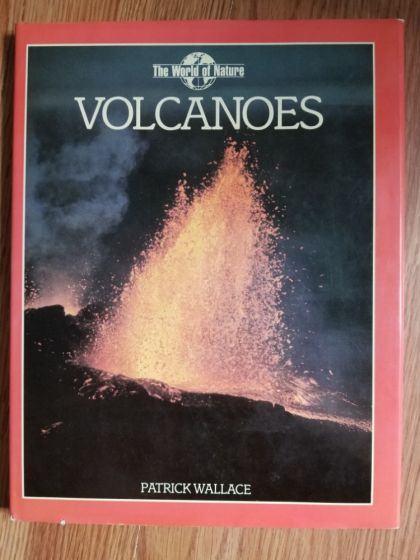 The World of Nature
VOLCANOES
PATRICK WALLACE